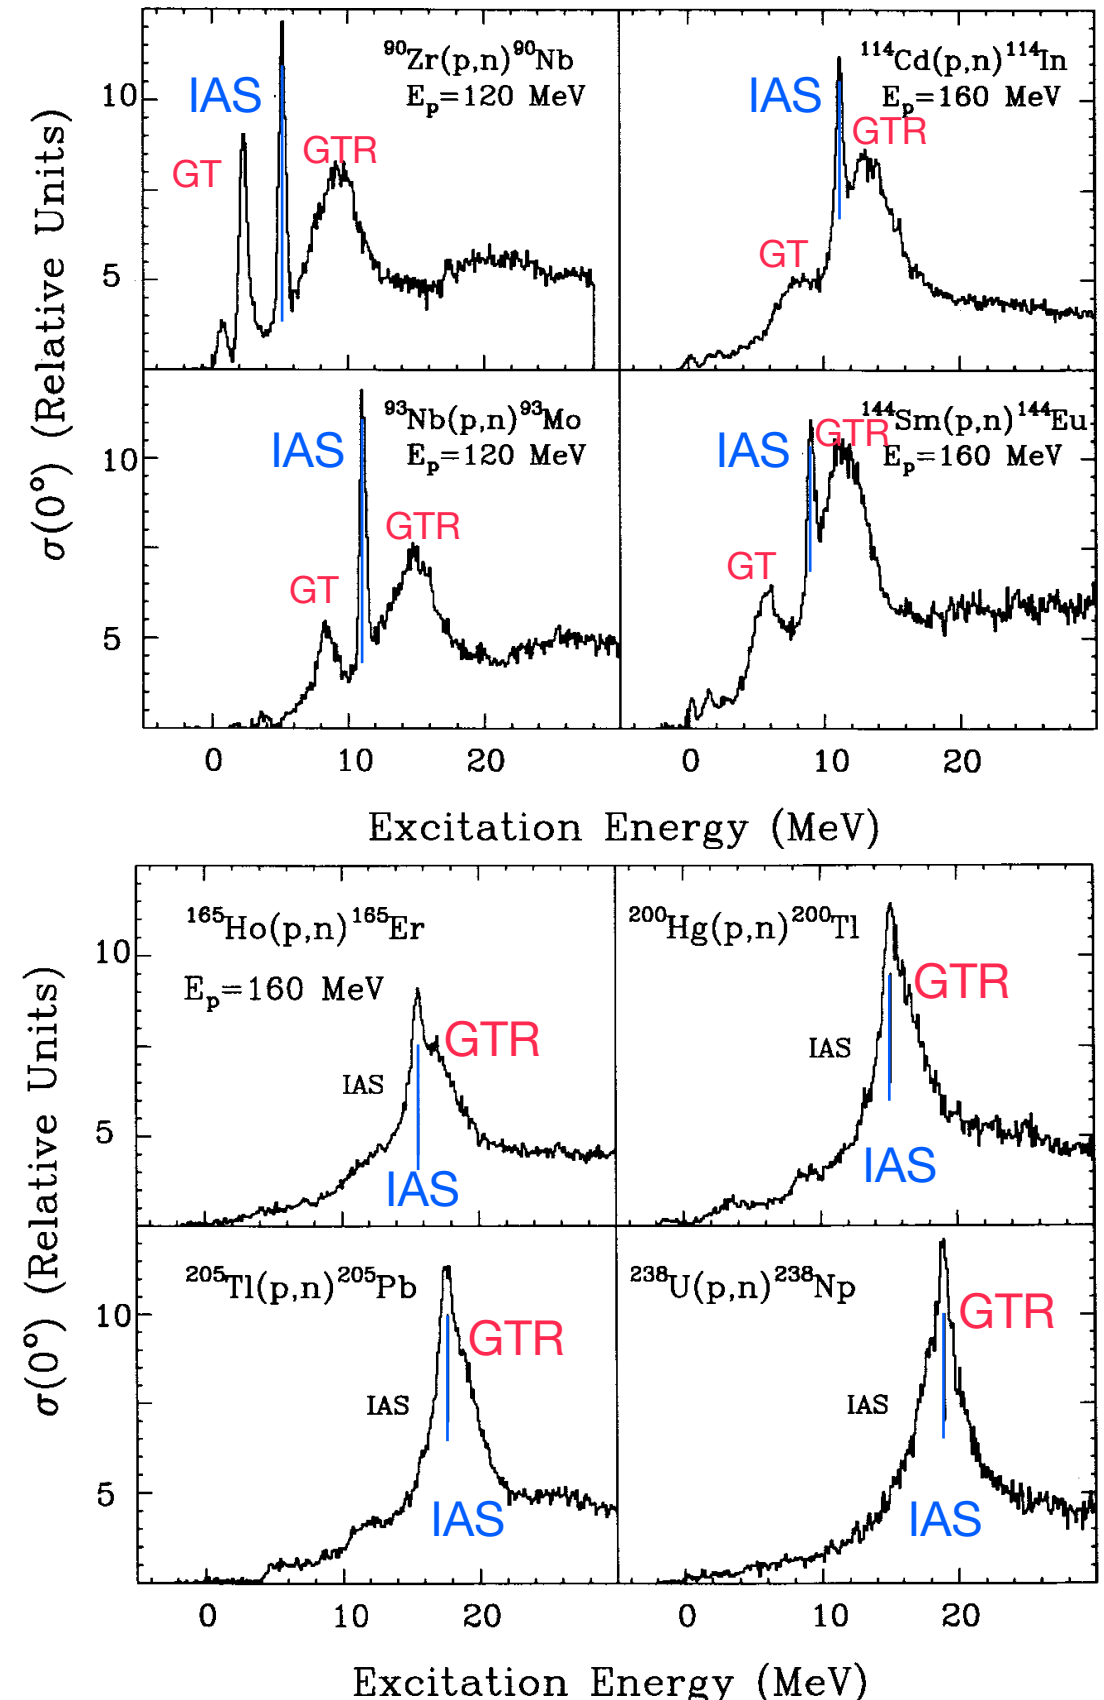 σ(0°) (Relative Units)
10
5
IAS
GT
GTR
⁹⁰Zr(p,n)⁹⁰Nb
Eₚ=120 MeV
IAS
GTR
GT
¹¹⁴Cd(p,n)¹¹⁴In
Eₚ=160 MeV
10
5
IAS
GT
GTR
⁹³Nb(p,n)⁹³Mo
Eₚ=120 MeV
IAS
GTR
GT
¹⁴⁴Sm(p,n)¹⁴⁴Eu
Eₚ=160 MeV
0 10 20 0 10 20
Excitation Energy (MeV)
σ(0°) (Relative Units)
10
5
¹⁶⁵Ho(p,n)¹⁶⁵Er
Eₚ=160 MeV
GTR
IAS
IAS
²⁰⁰Hg(p,n)²⁰⁰Tl
GTR
IAS
IAS
10
5
²⁰⁵Tl(p,n)²⁰⁵Pb
GTR
IAS
IAS
²³⁸U(p,n)²³⁸Np
GTR
IAS
IAS
0 10 20 0 10 20
Excitation Energy (MeV)